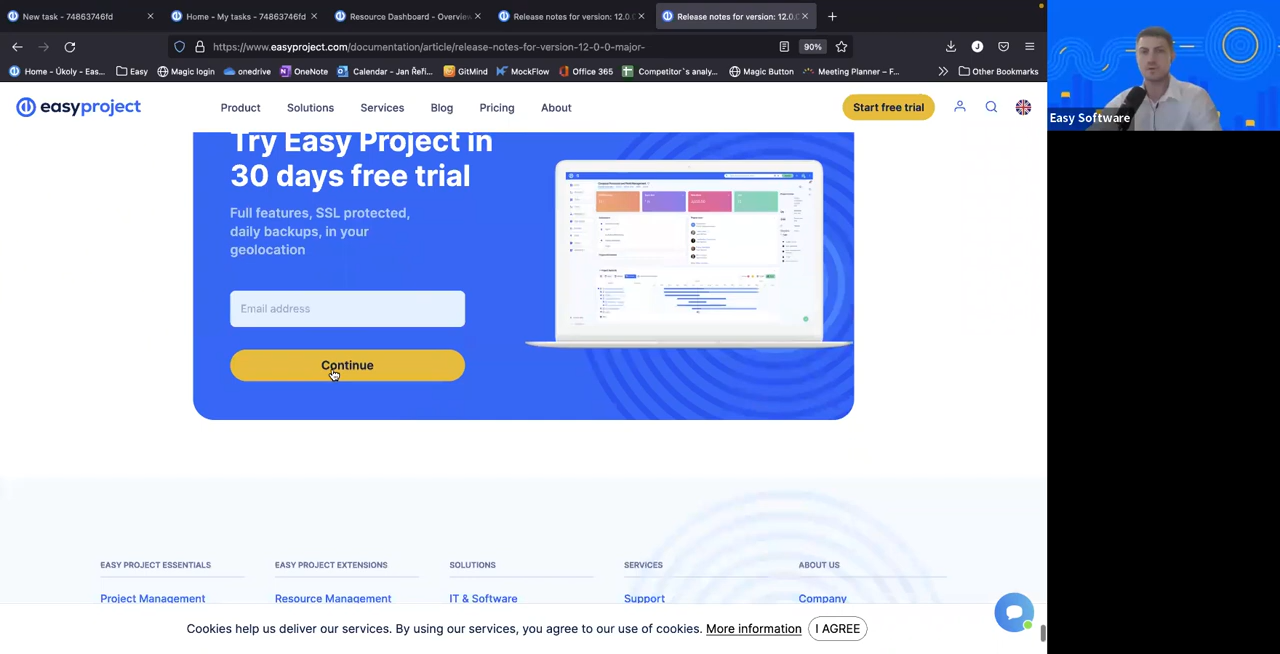 New task - 74863746fd
Home - My tasks - 74863746fd
Resource Dashboard - Overview
Release notes for version: 12.0.
Release notes for version: 12.0.
https://www.easyproject.com/documentation/article/release-notes-for-version-12-0-0-major-
90%
J
Home - Úkoly - Eas...
Easy
Magic login
onedrive
OneNote
Calendar - Jan Řeři...
GitMind
MockFlow
Office 365
Competitor´s analy...
Magic Button
Meeting Planner – F...
Other Bookmarks
easyproject
Product
Solutions
Services
Blog
Pricing
About
Start free trial
Easy Software
Try Easy Project in
30 days free trial
Full features, SSL protected,
daily backups, in your
geolocation
Email address
Continue
EASY PROJECT ESSENTIALS
EASY PROJECT EXTENSIONS
SOLUTIONS
SERVICES
ABOUT US
Project Management
Resource Management
IT & Software
Support
Company
Cookies help us deliver our services. By using our services, you agree to our use of cookies. More information
I AGREE